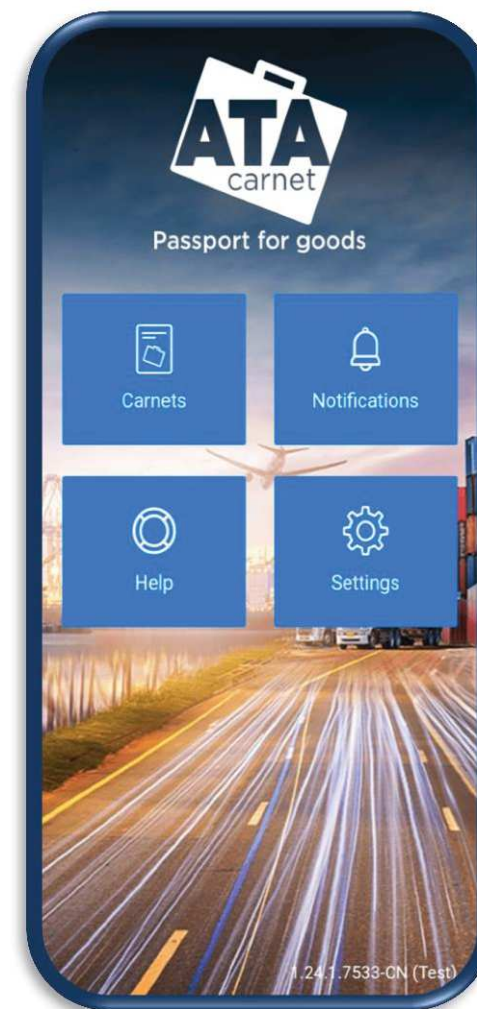 ATA
carnet
Passport for goods
Carnets
Notifications
Help
Settings
1.24.1.7533-CN (Test)